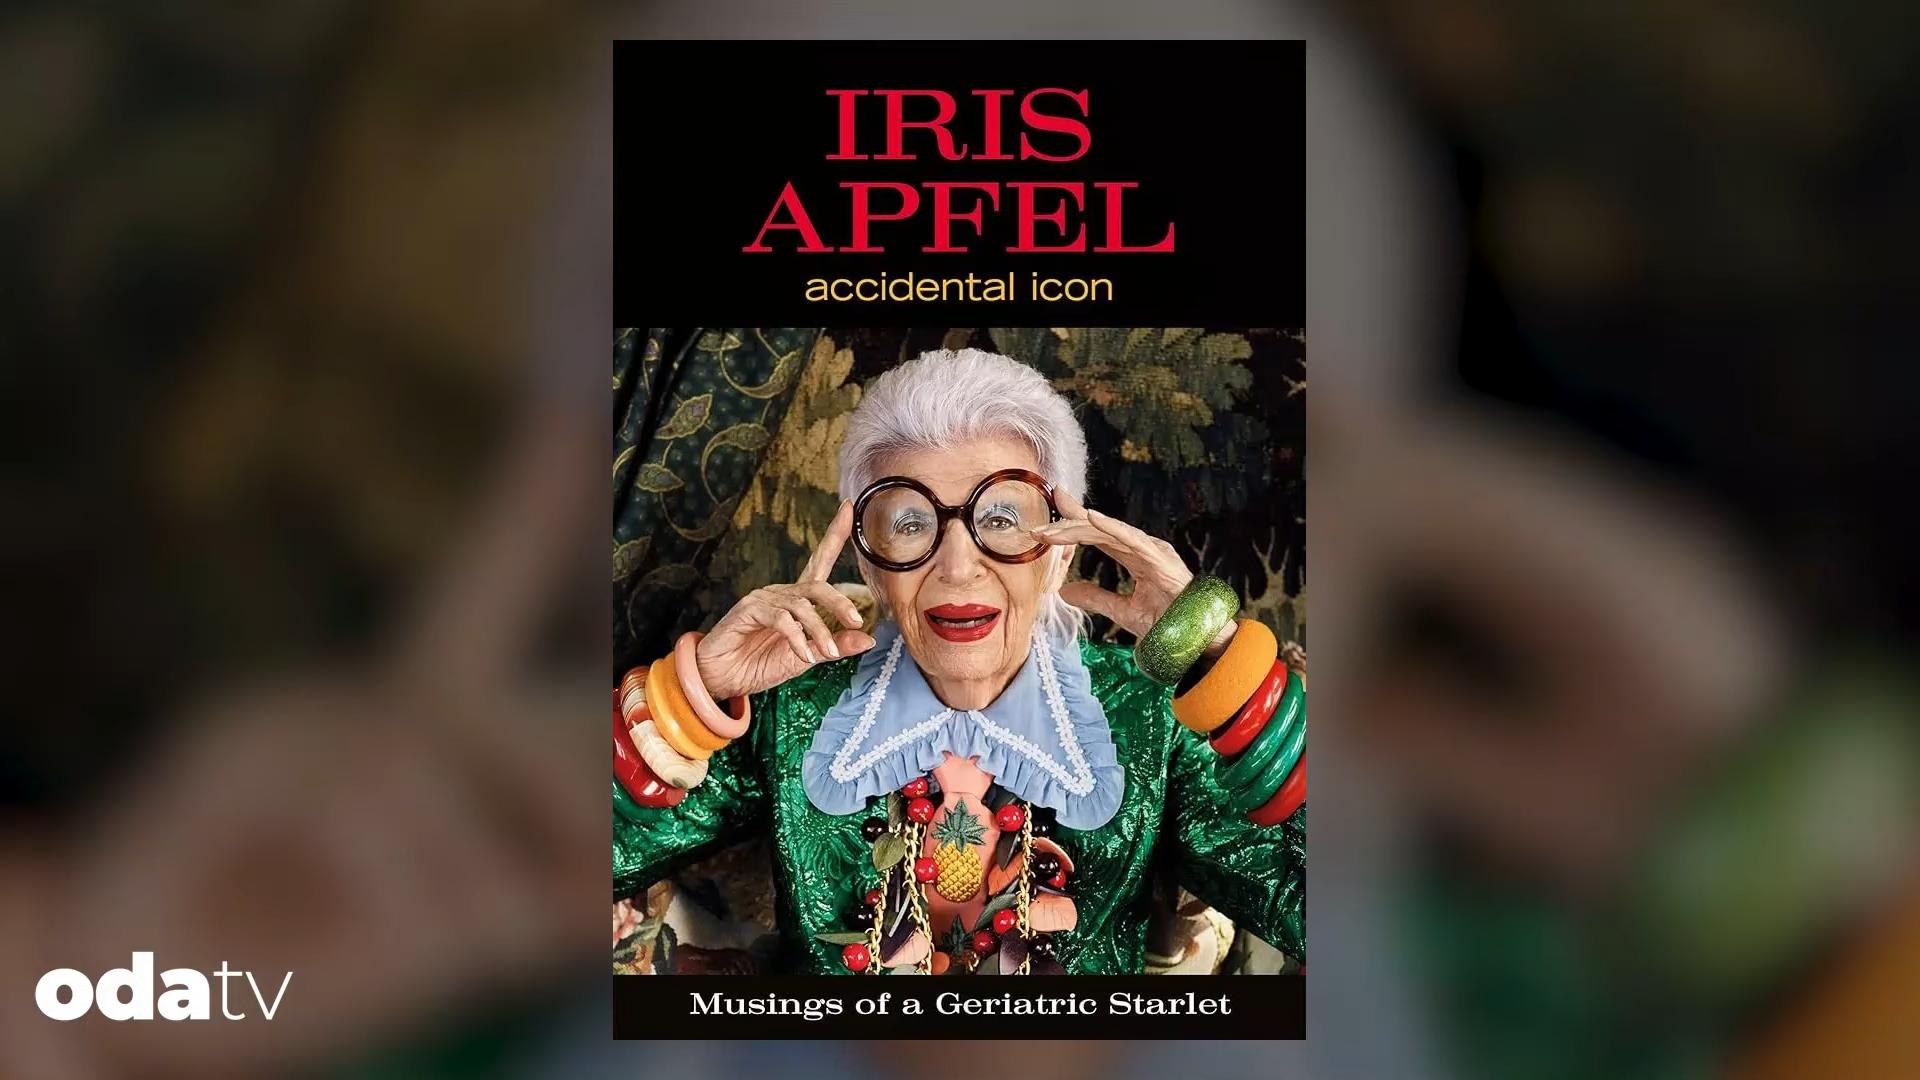 IRIS
APFEL
accidental icon
Musings of a Geriatric Starlet
odatv